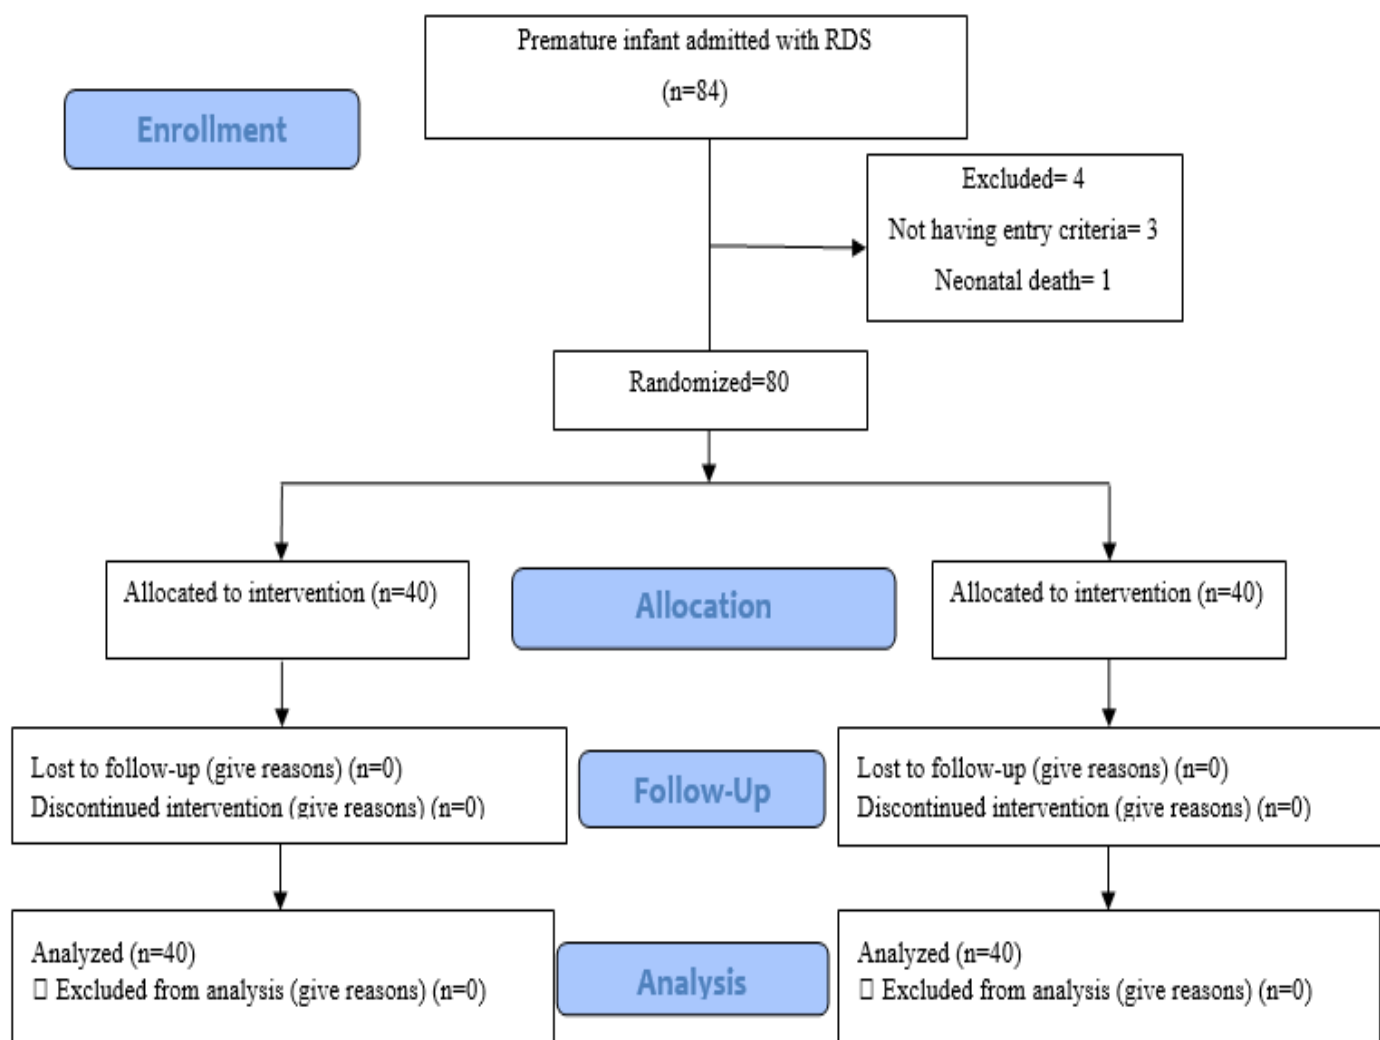 Premature infant admitted with RDS
(n=84)
Enrollment
Excluded= 4
Not having entry criteria= 3
Neonatal death= 1
Randomized=80
Allocated to intervention (n=40)
Allocation
Allocated to intervention (n=40)
Lost to follow-up (give reasons) (n=0)
Discontinued intervention (give reasons) (n=0)
Follow-Up
Lost to follow-up (give reasons) (n=0)
Discontinued intervention (give reasons) (n=0)
Analyzed (n=40)
▯ Excluded from analysis (give reasons) (n=0)
Analysis
Analyzed (n=40)
▯ Excluded from analysis (give reasons) (n=0)